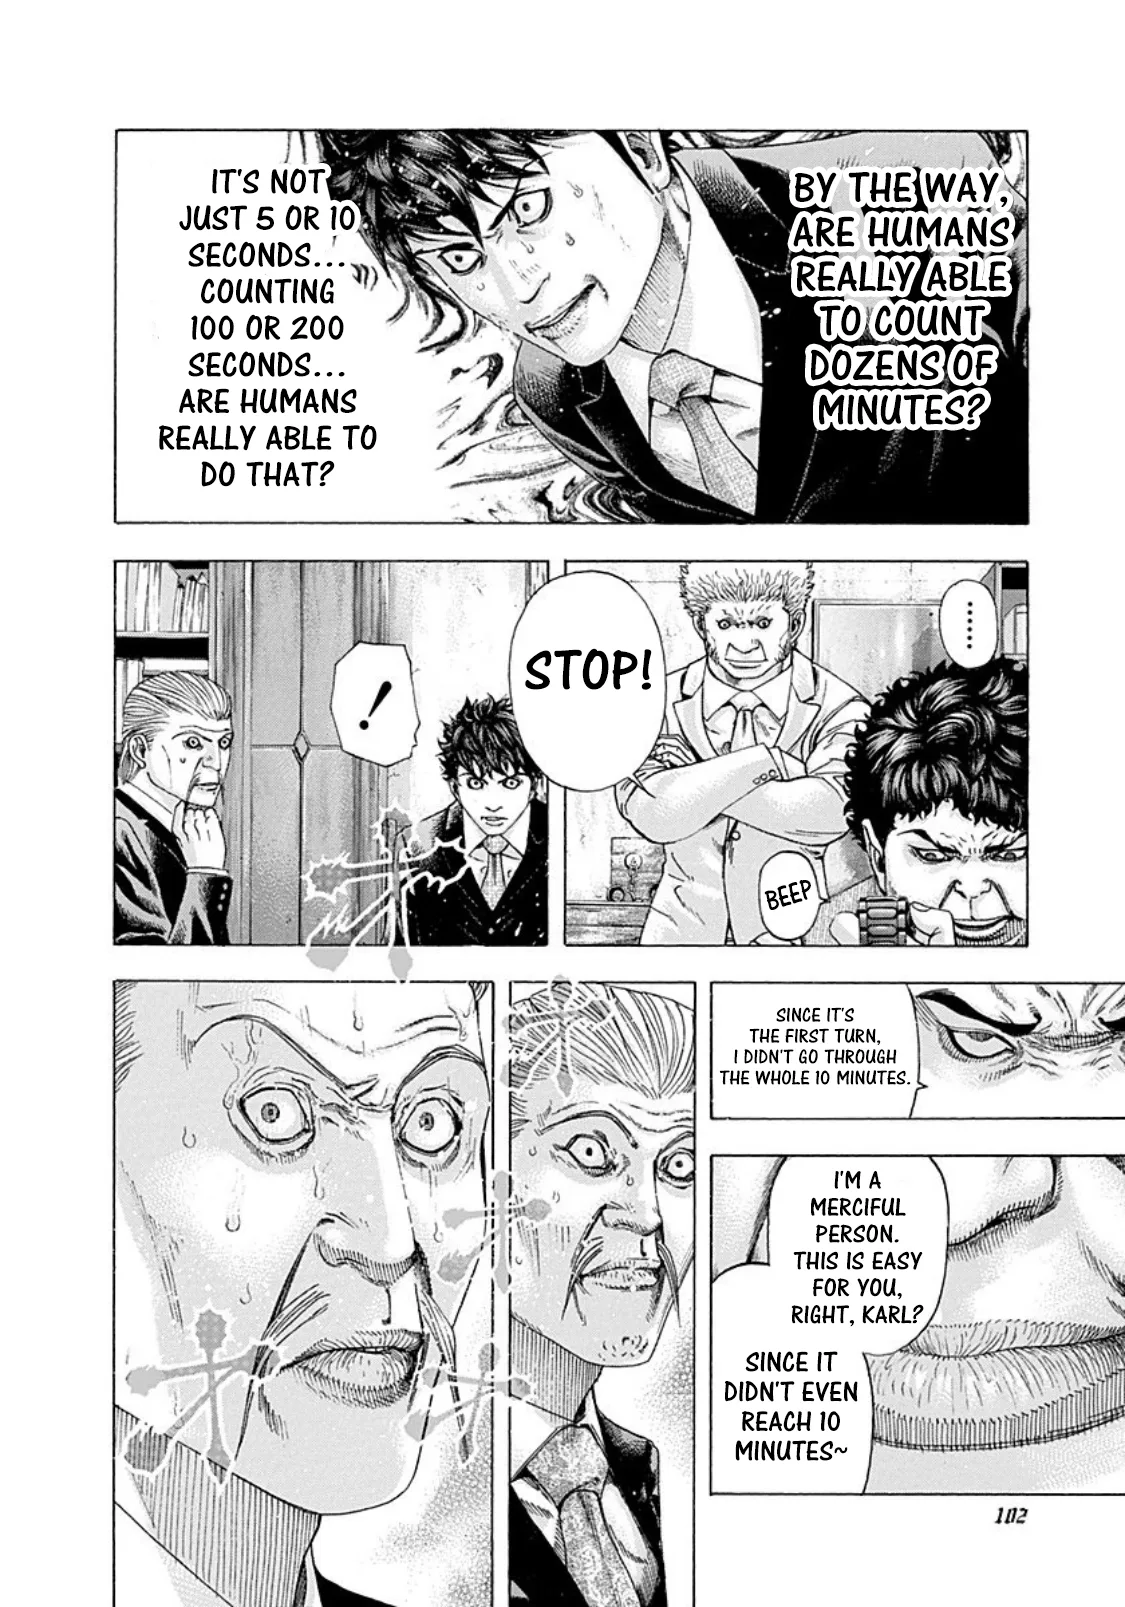 BY THE WAY,
ARE HUMANS
REALLY ABLE
TO COUNT
DOZENS OF
MINUTES?
IT'S NOT
JUST 5 OR 10
SECONDS...
COUNTING
100 OR 200
SECONDS...
ARE HUMANS
REALLY ABLE TO
DO THAT?
......
BEEP
STOP!
!
SINCE IT'S
THE FIRST TURN,
I DIDN'T GO THROUGH
THE WHOLE 10 MINUTES.
I'M A
MERCIFUL
PERSON.
THIS IS EASY
FOR YOU,
RIGHT, KARL?
SINCE IT
DIDN'T EVEN
REACH 10
MINUTES~
102